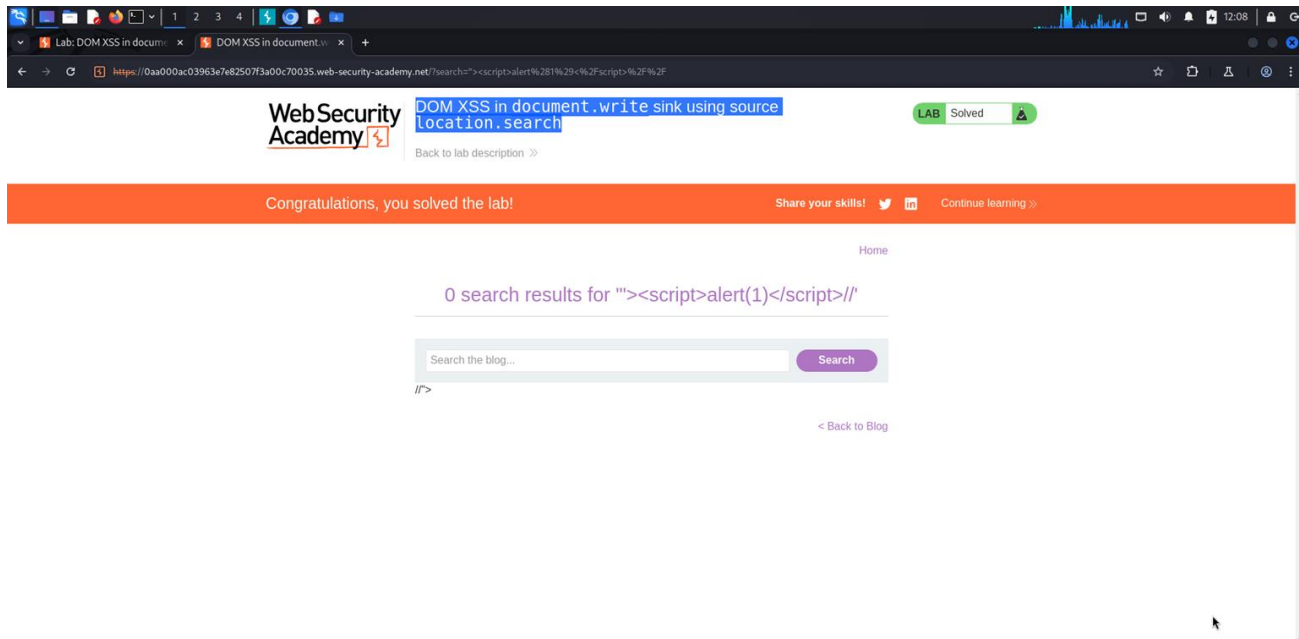 1 2 3 4
12:08
Lab: DOM XSS in docume × DOM XSS in document.w × +
https://0aa000ac03963e7e82507f3a00c70035.web-security-academy.net/?search="><script>alert%281%29<%2Fscript>%2F%2F
WebSecurity
Academy
DOM XSS in document.write sink using source
location.search
Back to lab description »
LAB Solved
Congratulations, you solved the lab!
Share your skills! in Continue learning »
Home
0 search results for '"><script>alert(1)</script>//'
Search the blog... Search
//">
< Back to Blog